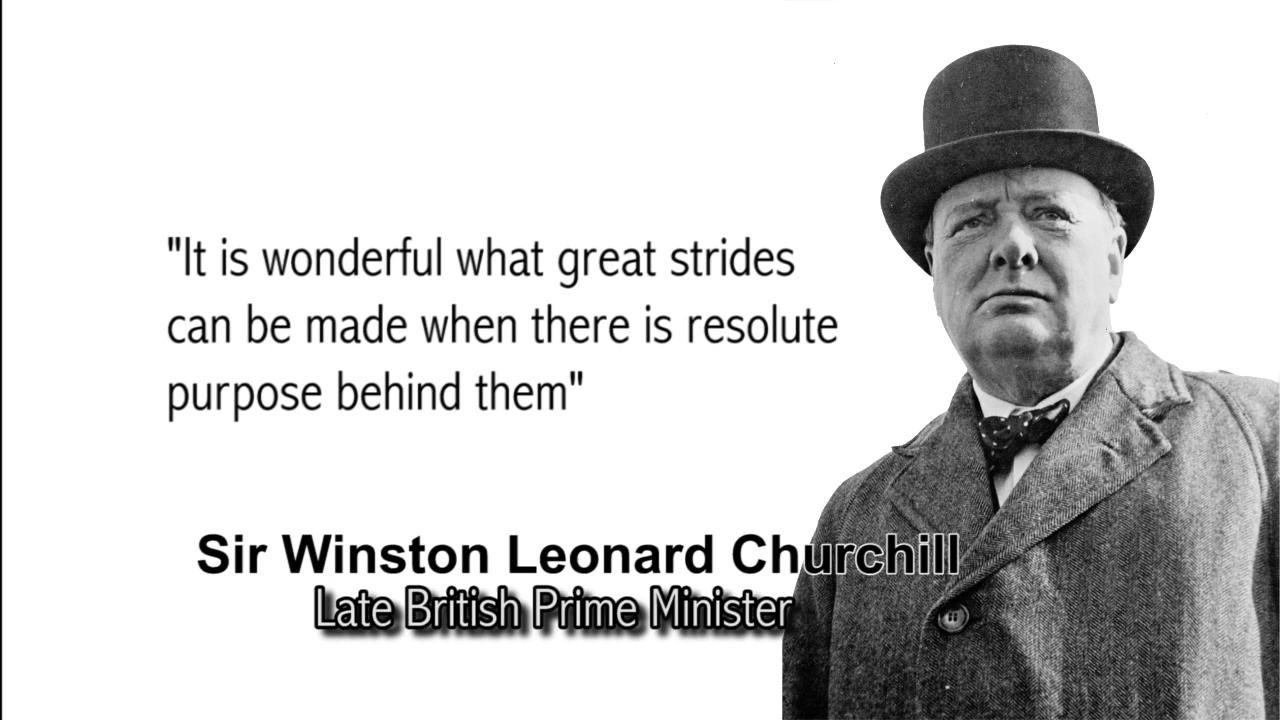 "It is wonderful what great strides
can be made when there is resolute
purpose behind them"
Sir Winston Leonard Churchill
Late British Prime Minister